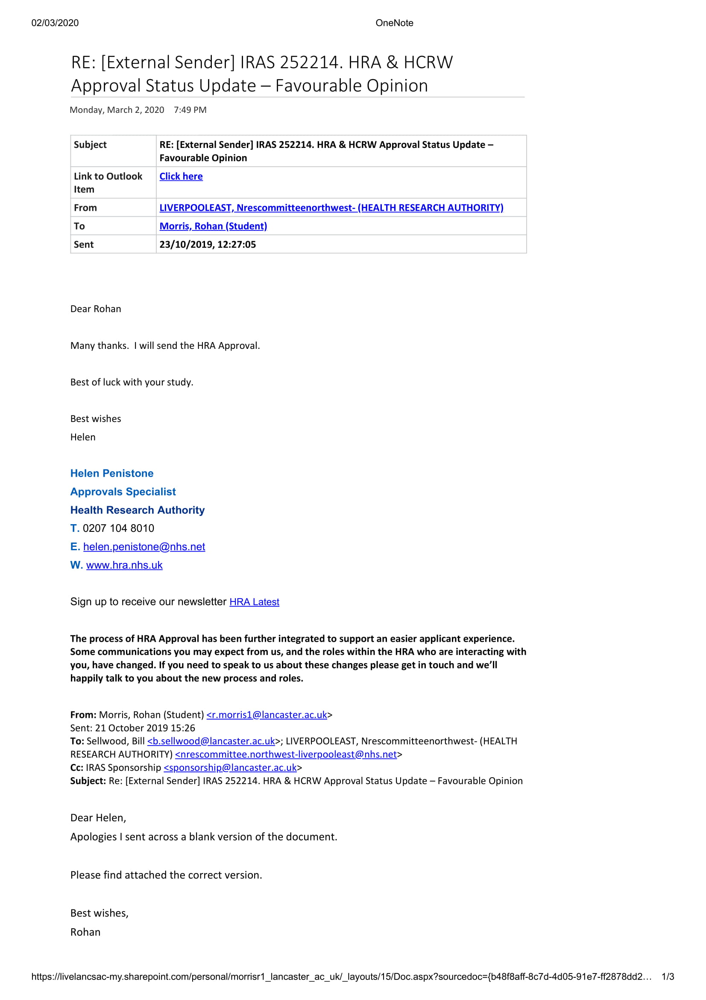 02/03/2020 OneNote
RE: [External Sender] IRAS 252214. HRA & HCRW
Approval Status Update – Favourable Opinion
Monday, March 2, 2020 7:49 PM
Subject RE: [External Sender] IRAS 252214. HRA & HCRW Approval Status Update –
Favourable Opinion
Link to Outlook Click here
Item
From LIVERPOOLEAST, Nrescommitteenorthwest- (HEALTH RESEARCH AUTHORITY)
To Morris, Rohan (Student)
Sent 23/10/2019, 12:27:05
Dear Rohan
Many thanks.  I will send the HRA Approval.
Best of luck with your study.
Best wishes
Helen
Helen Penistone
Approvals Specialist
Health Research Authority
T. 0207 104 8010
E. helen.penistone@nhs.net
W. www.hra.nhs.uk
Sign up to receive our newsletter HRA Latest
The process of HRA Approval has been further integrated to support an easier applicant experience.
Some communications you may expect from us, and the roles within the HRA who are interacting with
you, have changed. If you need to speak to us about these changes please get in touch and we’ll
happily talk to you about the new process and roles.
From: Morris, Rohan (Student) <r.morris1@lancaster.ac.uk>
Sent: 21 October 2019 15:26
To: Sellwood, Bill <b.sellwood@lancaster.ac.uk>; LIVERPOOLEAST, Nrescommitteenorthwest- (HEALTH
RESEARCH AUTHORITY) <nrescommittee.northwest-liverpooleast@nhs.net>
Cc: IRAS Sponsorship <sponsorship@lancaster.ac.uk>
Subject: Re: [External Sender] IRAS 252214. HRA & HCRW Approval Status Update – Favourable Opinion
Dear Helen,
Apologies I sent across a blank version of the document.
Please find attached the correct version.
Best wishes,
Rohan
https://livelancsac-my.sharepoint.com/personal/morrisr1_lancaster_ac_uk/_layouts/15/Doc.aspx?sourcedoc={b48f8aff-8c7d-4d05-91e7-ff2878dd2… 1/3